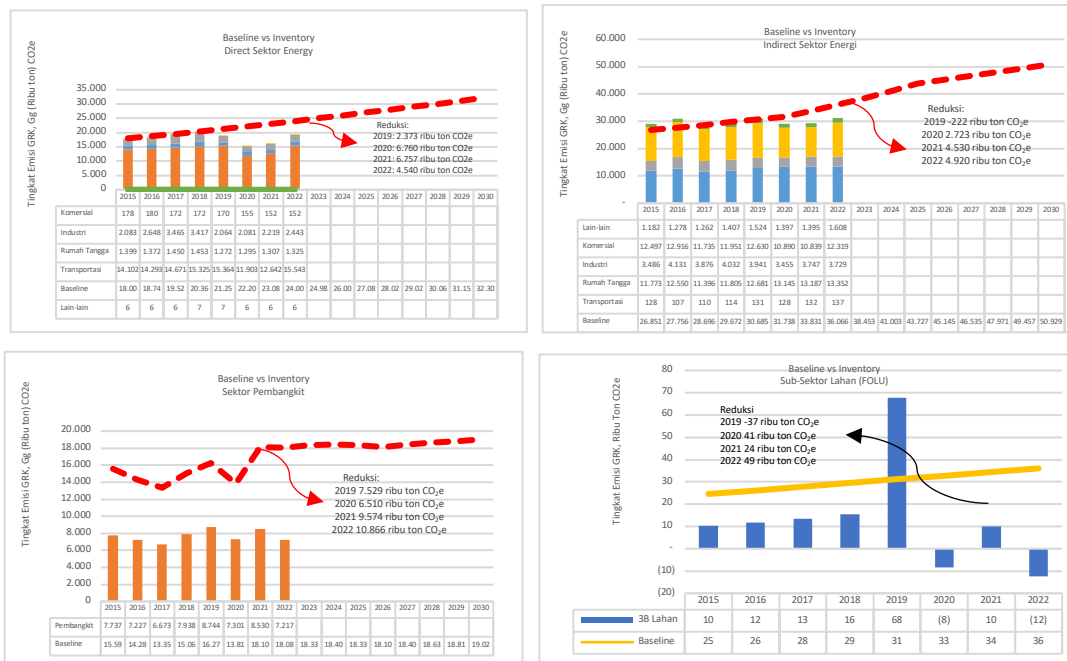 Baseline vs Inventory
Direct Sektor Energy
Tingkat Emisi GRK, Gg (Ribu ton) CO2e
35.000
30.000
25.000
20.000
15.000
10.000
5.000
0
Reduksi:
2019: 2.373 ribu ton CO2e
2020: 6.760 ribu ton CO2e
2021: 6.757 ribu ton CO2e
2022: 4.540 ribu ton CO2e
2015 2016 2017 2018 2019 2020 2021 2022 2023 2024 2025 2026 2027 2028 2029 2030
Komersial 178 180 172 172 170 155 152 152
Industri 2.083 2.648 3.465 3.417 2.064 2.081 2.219 2.443
Rumah Tangga 1.399 1.372 1.450 1.453 1.272 1.295 1.307 1.325
Transportasi 14.102 14.293 14.671 15.325 15.364 11.903 12.642 15.543
Baseline 18.00 18.74 19.52 20.36 21.25 22.20 23.08 24.00 24.98 26.00 27.08 28.02 29.02 30.06 31.15 32.30
Lain-lain 6 6 6 7 7 6 6 6
Baseline vs Inventory
Indirect Sektor Energi
Tingkat Emisi GRK, Gg (Ribu ton) CO2e
60.000
50.000
40.000
30.000
20.000
10.000
-
Reduksi:
2019 -222 ribu ton CO₂e
2020 2.723 ribu ton CO₂e
2021 4.530 ribu ton CO₂e
2022 4.920 ribu ton CO₂e
2015 2016 2017 2018 2019 2020 2021 2022 2023 2024 2025 2026 2027 2028 2029 2030
Lain-lain 1.182 1.278 1.262 1.407 1.524 1.397 1.395 1.608
Komersial 12.497 12.916 11.735 11.951 12.630 10.890 10.839 12.319
Industri 3.486 4.131 3.876 4.032 3.941 3.455 3.747 3.729
Rumah Tangga 11.773 12.550 11.396 11.805 12.681 13.145 13.187 13.352
Transportasi 128 107 110 114 131 128 132 137
Baseline 26.851 27.756 28.696 29.672 30.685 31.738 33.831 36.066 38.453 41.003 43.727 45.145 46.535 47.971 49.457 50.929
Baseline vs Inventory
Sektor Pembangkit
Tingkat Emisi GRK, Gg (Ribu ton) CO2e
20.000
18.000
16.000
14.000
12.000
10.000
8.000
6.000
4.000
2.000
0
Reduksi:
2019 7.529 ribu ton CO₂e
2020 6.510 ribu ton CO₂e
2021 9.574 ribu ton CO₂e
2022 10.866 ribu ton CO₂e
2015 2016 2017 2018 2019 2020 2021 2022 2023 2024 2025 2026 2027 2028 2029 2030
Pembangkit 7.737 7.227 6.673 7.938 8.744 7.301 8.530 7.217
Baseline 15.59 14.28 13.35 15.06 16.27 13.81 18.10 18.08 18.33 18.40 18.33 18.10 18.40 18.63 18.81 19.02
Baseline vs Inventory
Sub-Sektor Lahan (FOLU)
Tingkat Emisi GRK, Ribu Ton CO2e
80
70
60
50
40
30
20
10
-
(10)
(20)
Reduksi
2019 -37 ribu ton CO₂e
2020 41 ribu ton CO₂e
2021 24 ribu ton CO₂e
2022 49 ribu ton CO₂e
2015 2016 2017 2018 2019 2020 2021 2022
3B Lahan 10 12 13 16 68 (8) 10 (12)
Baseline 25 26 28 29 31 33 34 36